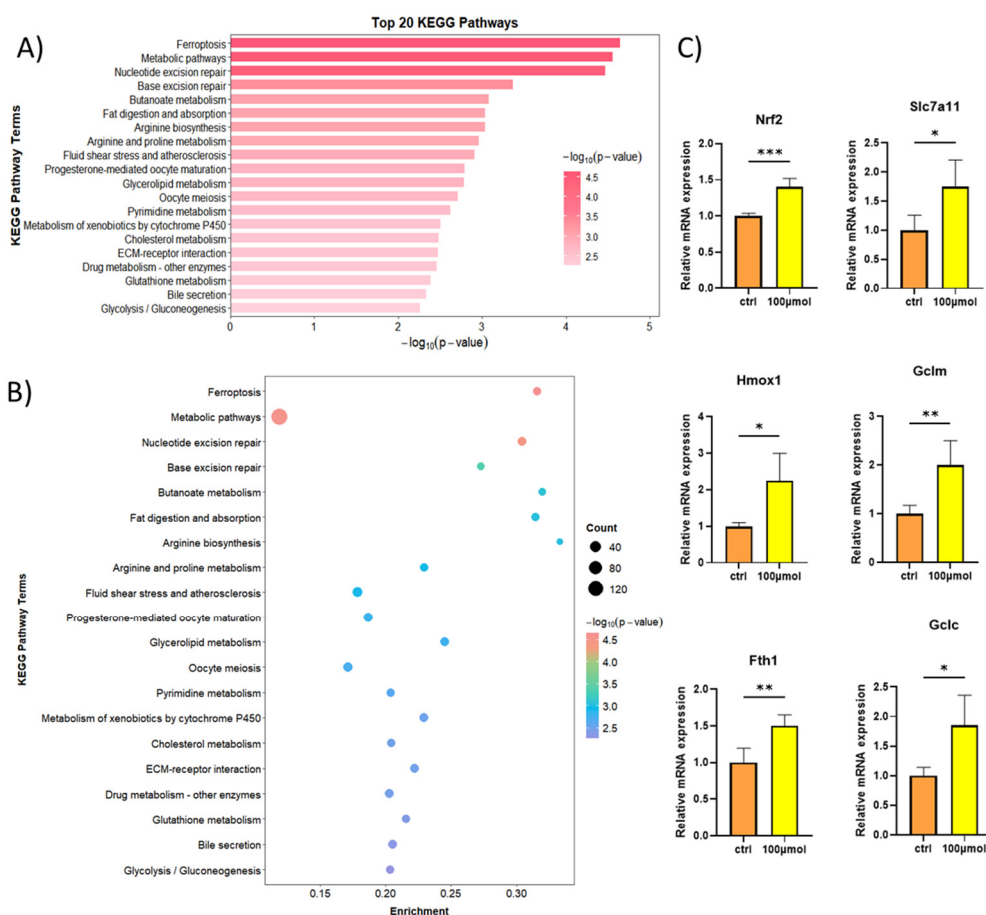 A)
Top 20 KEGG Pathways
KEGG Pathway Terms
Ferroptosis
Metabolic pathways
Nucleotide excision repair
Base excision repair
Butanoate metabolism
Fat digestion and absorption
Arginine biosynthesis
Arginine and proline metabolism
Fluid shear stress and atherosclerosis
Progesterone-mediated oocyte maturation
Glycerolipid metabolism
Oocyte meiosis
Pyrimidine metabolism
Metabolism of xenobiotics by cytochrome P450
Cholesterol metabolism
ECM-receptor interaction
Drug metabolism - other enzymes
Glutathione metabolism
Bile secretion
Glycolysis / Gluconeogenesis
0 1 2 3 4 5
−log10(p−value)
−log10(p−value)
4.5
4.0
3.5
3.0
2.5
B)
KEGG Pathway Terms
Ferroptosis
Metabolic pathways
Nucleotide excision repair
Base excision repair
Butanoate metabolism
Fat digestion and absorption
Arginine biosynthesis
Arginine and proline metabolism
Fluid shear stress and atherosclerosis
Progesterone-mediated oocyte maturation
Glycerolipid metabolism
Oocyte meiosis
Pyrimidine metabolism
Metabolism of xenobiotics by cytochrome P450
Cholesterol metabolism
ECM-receptor interaction
Drug metabolism - other enzymes
Glutathione metabolism
Bile secretion
Glycolysis / Gluconeogenesis
0.15 0.20 0.25 0.30
Enrichment
Count
40
80
120
−log10(p−value)
4.5
4.0
3.5
3.0
2.5
C)
Nrf2
Relative mRNA expression
2.0
1.5
1.0
0.5
0.0
***
ctrl 100μmol
Slc7a11
Relative mRNA expression
2.5
2.0
1.5
1.0
0.5
0.0
*
ctrl 100μmol
Hmox1
Relative mRNA expression
4
3
2
1
0
*
ctrl 100μmol
Gclm
Relative mRNA expression
3
2
1
0
**
ctrl 100μmol
Fth1
Relative mRNA expression
2.0
1.5
1.0
0.5
0.0
**
ctrl 100μmol
Gclc
Relative mRNA expression
2.5
2.0
1.5
1.0
0.5
0.0
*
ctrl 100μmol